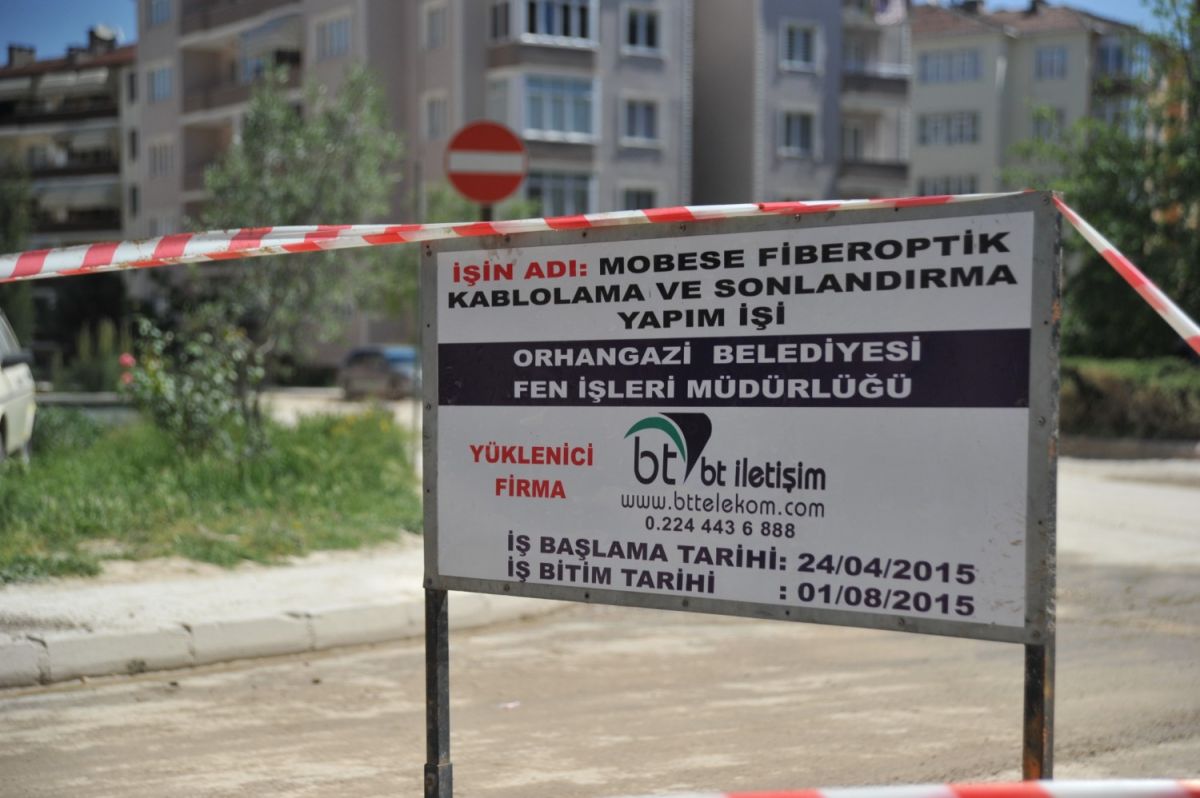 İŞİN ADI: MOBESE FİBEROPTİK
KABLOLAMA VE SONLANDIRMA
YAPIM İŞİ
ORHANGAZİ BELEDİYESİ
FEN İŞLERİ MÜDÜRLÜĞÜ
YÜKLENİCİ
FİRMA
bt bt iletişim
www.bttelekom.com
0.224 443 6 888
İŞ BAŞLAMA TARİHİ: 24/04/2015
İŞ BİTİM TARİHİ : 01/08/2015